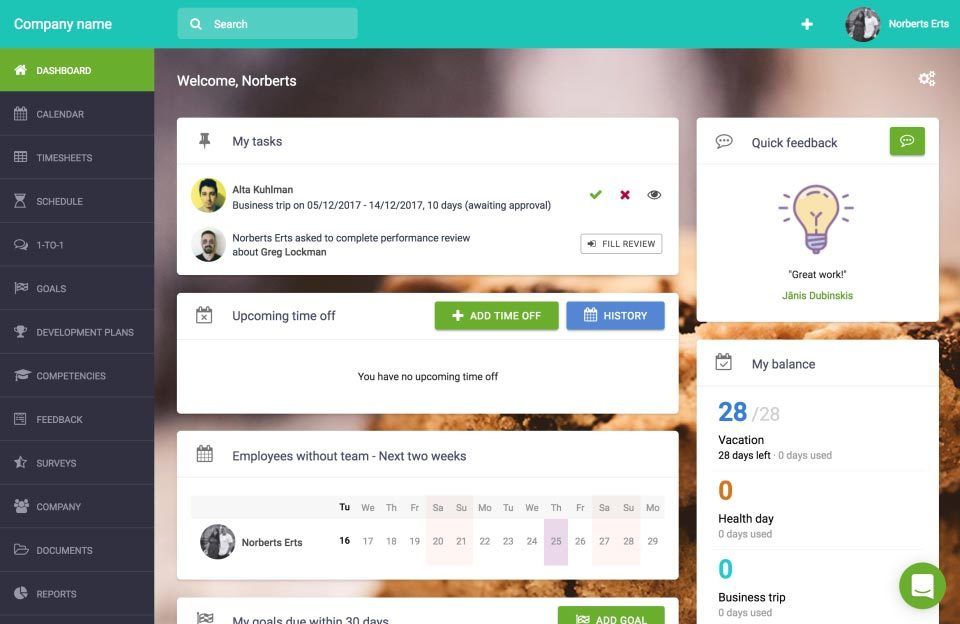 Company name
Search
Norberts Erts
DASHBOARD
CALENDAR
TIMESHEETS
SCHEDULE
1-TO-1
GOALS
DEVELOPMENT PLANS
COMPETENCIES
FEEDBACK
SURVEYS
COMPANY
DOCUMENTS
REPORTS
Welcome, Norberts
My tasks
Alta Kuhlman
Business trip on 05/12/2017 - 14/12/2017, 10 days (awaiting approval)
Norberts Erts asked to complete performance review
about Greg Lockman
FILL REVIEW
Upcoming time off
ADD TIME OFF
HISTORY
You have no upcoming time off
Employees without team - Next two weeks
Tu We Th Fr Sa Su Mo Tu We Th Fr Sa Su Mo
Norberts Erts 16 17 18 19 20 21 22 23 24 25 26 27 28 29
My goals due within 30 days
ADD GOAL
Quick feedback
"Great work!"
Jānis Dubinskis
My balance
28 /28
Vacation
28 days left · 0 days used
0
Health day
0 days used
0
Business trip
0 days used